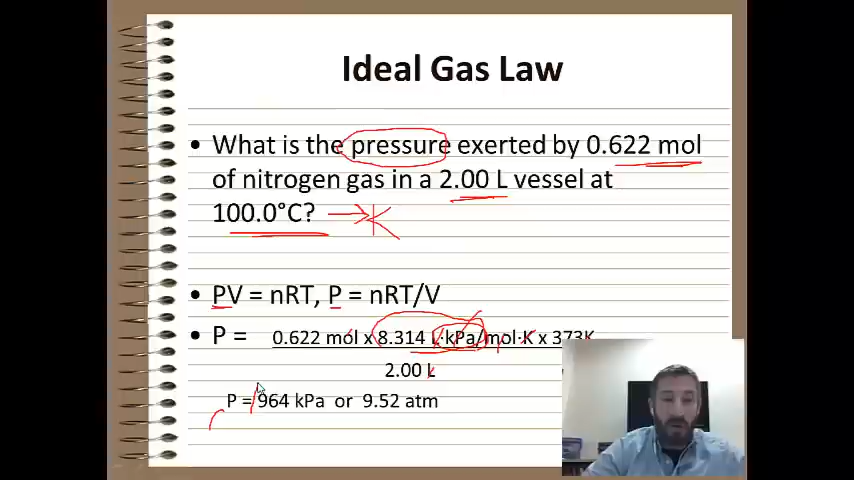 Ideal Gas Law
• What is the pressure exerted by 0.622 mol
of nitrogen gas in a 2.00 L vessel at
100.0°C? → K
• PV = nRT, P = nRT/V
• P = 0.622 mol x 8.314 L·kPa/mol·K x 373K
2.00 L
P = 964 kPa or 9.52 atm